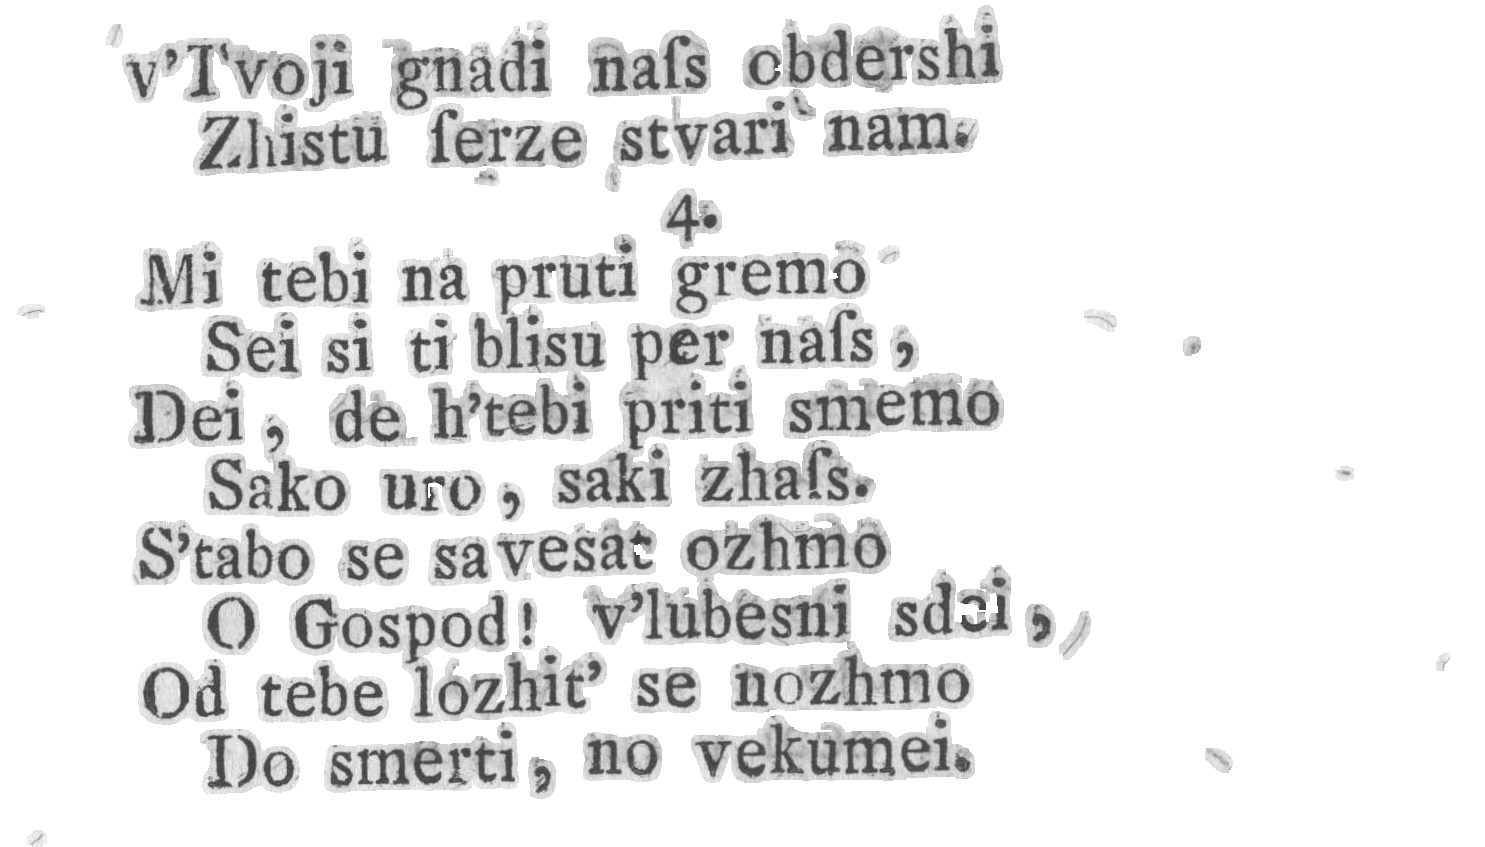 v’Tvoji gnadi naſs obdershi
Zhistu ſerze stvari nam.
4.
Mi tebi na pruti gremo
Sei si ti blisu per naſs,
Dei, de h’tebi priti smemo
Sako uro, saki zhaſs.
S’tabo se savesat ozhmo
O Gospod! v’lubesni sdei,
Od tebe lozhit’ se nozhmo
Do smerti, no vekumei.